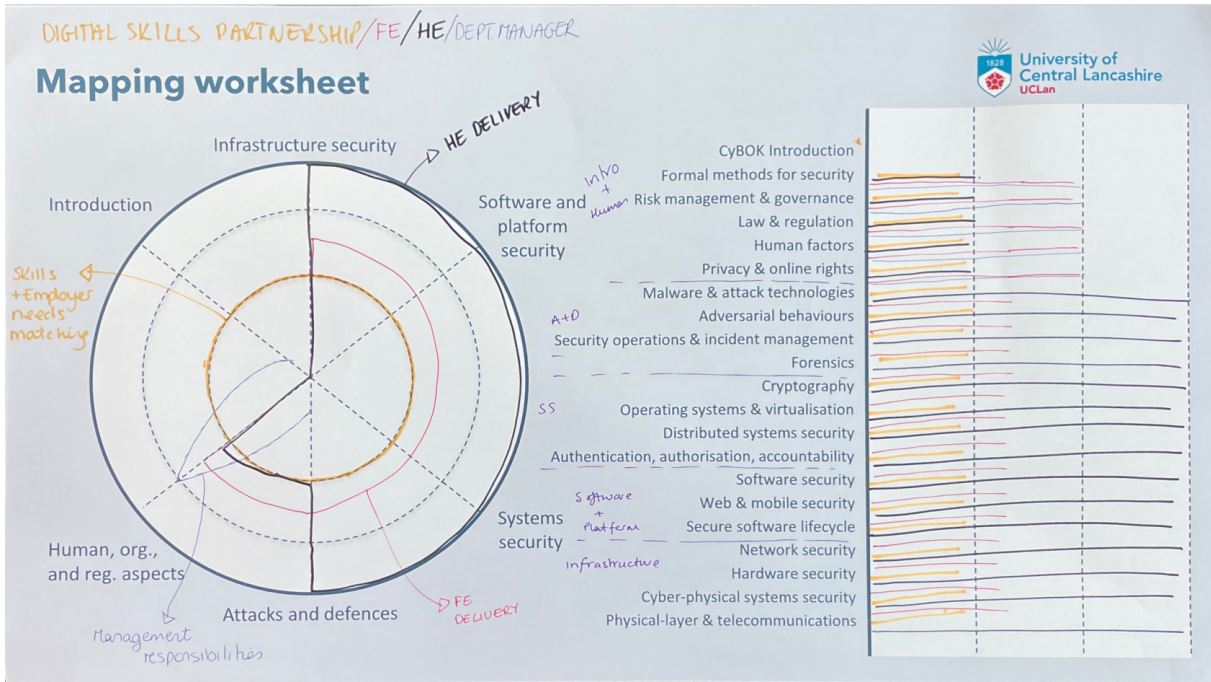 DIGITAL SKILLS PARTNERSHIP/FE/HE/DEPT.MANAGER
Mapping worksheet
1828
University of
Central Lancashire
UCLan
HE DELIVERY
Infrastructure security
Introduction
Software and
platform
security
Skills
+Employer
needs
matching
Human, org.,
and reg. aspects
Systems
security
Attacks and defences
FE
DELIVERY
Management
responsibilities
Intro
+
Human
A+D
SS
Software
+
Platform
Infrastructure
CyBOK Introduction
Formal methods for security
Risk management & governance
Law & regulation
Human factors
Privacy & online rights
Malware & attack technologies
Adversarial behaviours
Security operations & incident management
Forensics
Cryptography
Operating systems & virtualisation
Distributed systems security
Authentication, authorisation, accountability
Software security
Web & mobile security
Secure software lifecycle
Network security
Hardware security
Cyber-physical systems security
Physical-layer & telecommunications